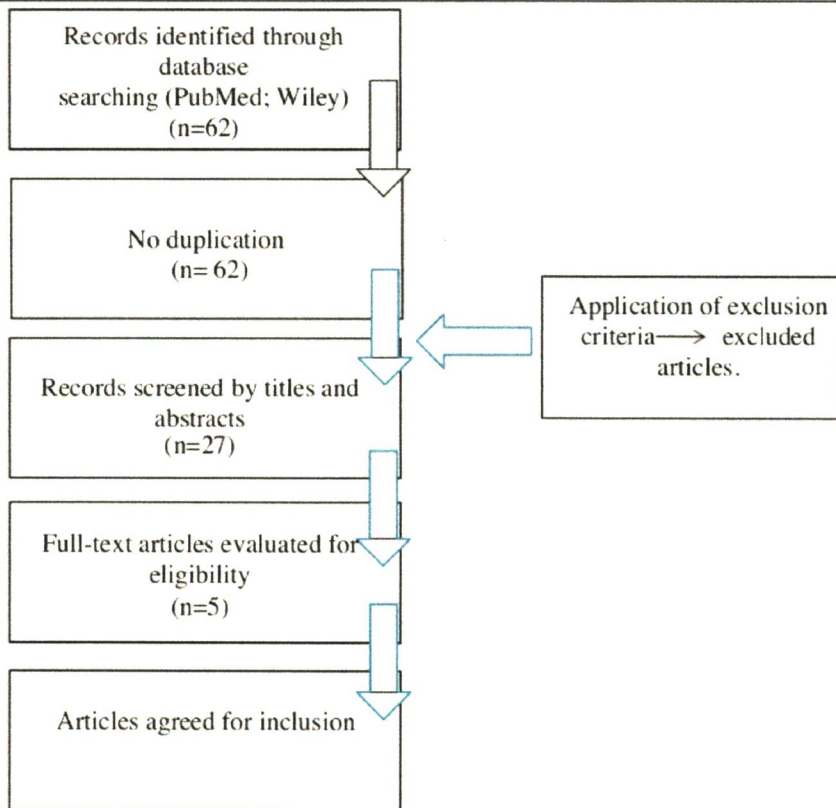 Records identified through
database
searching (PubMed; Wiley)
(n=62)
No duplication
(n= 62)
Application of exclusion
criteria⟶ excluded
articles.
Records screened by titles and
abstracts
(n=27)
Full-text articles evaluated for
eligibility
(n=5)
Articles agreed for inclusion